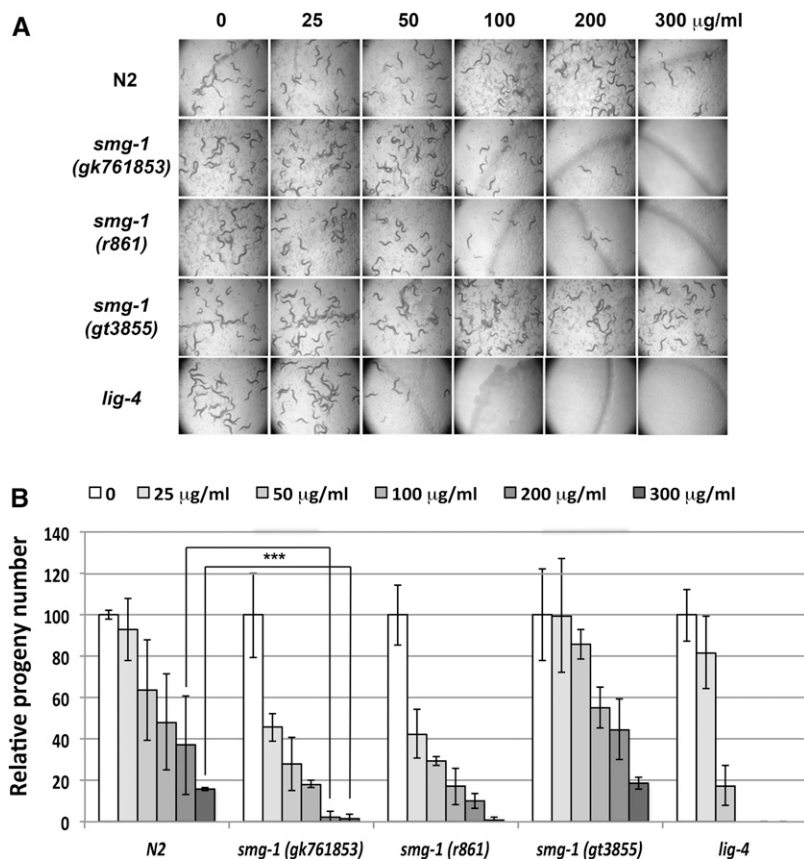 A
0 25 50 100 200 300 µg/ml
N2
smg-1
(gk761853)
smg-1
(r861)
smg-1
(gt3855)
lig-4
B
0 25 µg/ml 50 µg/ml 100 µg/ml 200 µg/ml 300 µg/ml
Relative progeny number
140
120
100
80
60
40
20
0
***
N2 smg-1 (gk761853) smg-1 (r861) smg-1 (gt3855) lig-4